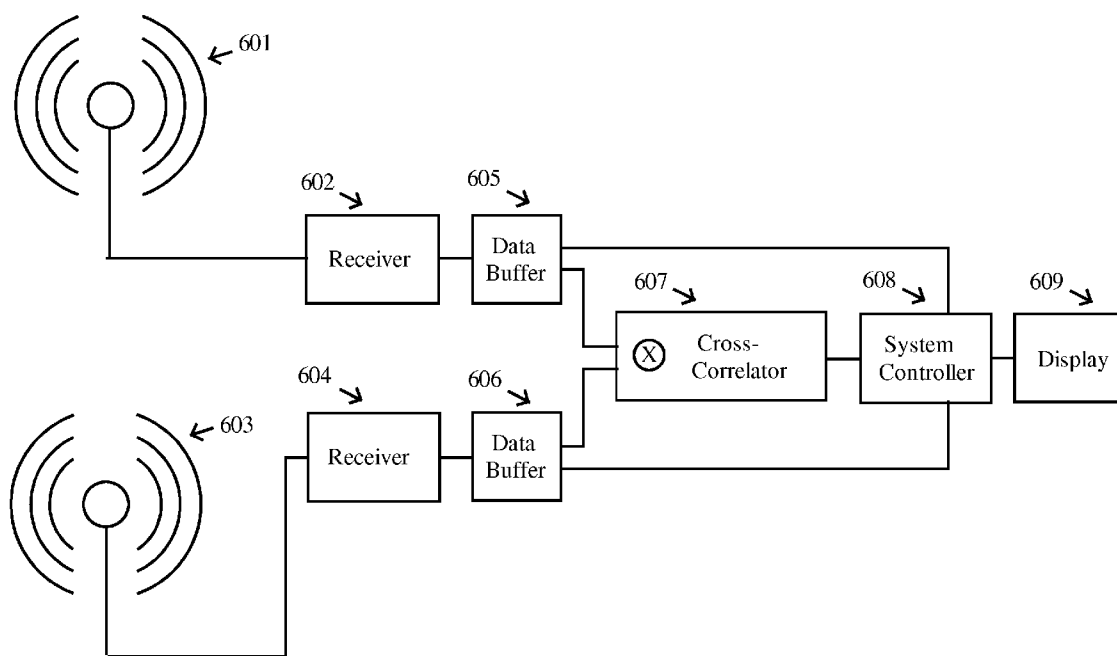 601
602
605
Receiver
Data
Buffer
607
608
609
X
Cross-
Correlator
System
Controller
Display
604
606
603
Receiver
Data
Buffer